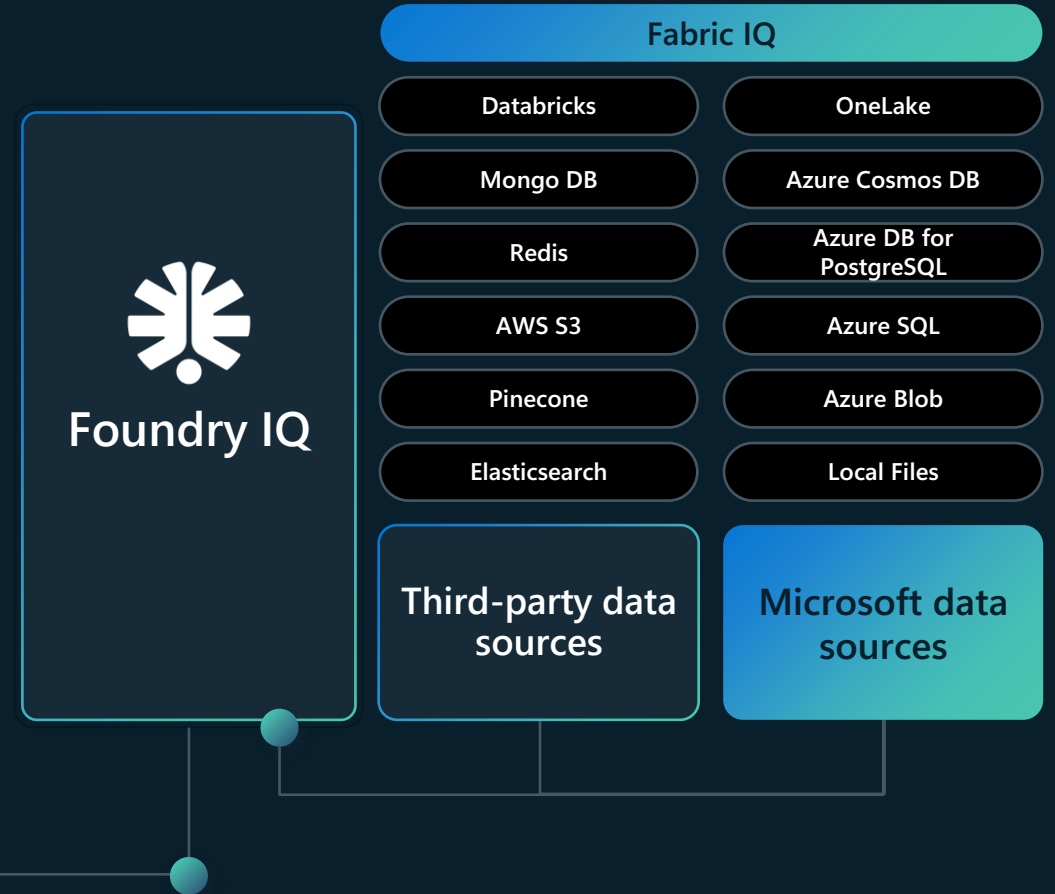 Fabric IQ
Databricks
OneLake
Mongo DB
Azure Cosmos DB
Redis
Azure DB for
PostgreSQL
AWS S3
Azure SQL
Pinecone
Azure Blob
Elasticsearch
Local Files
Foundry IQ
Third-party data
sources
Microsoft data
sources